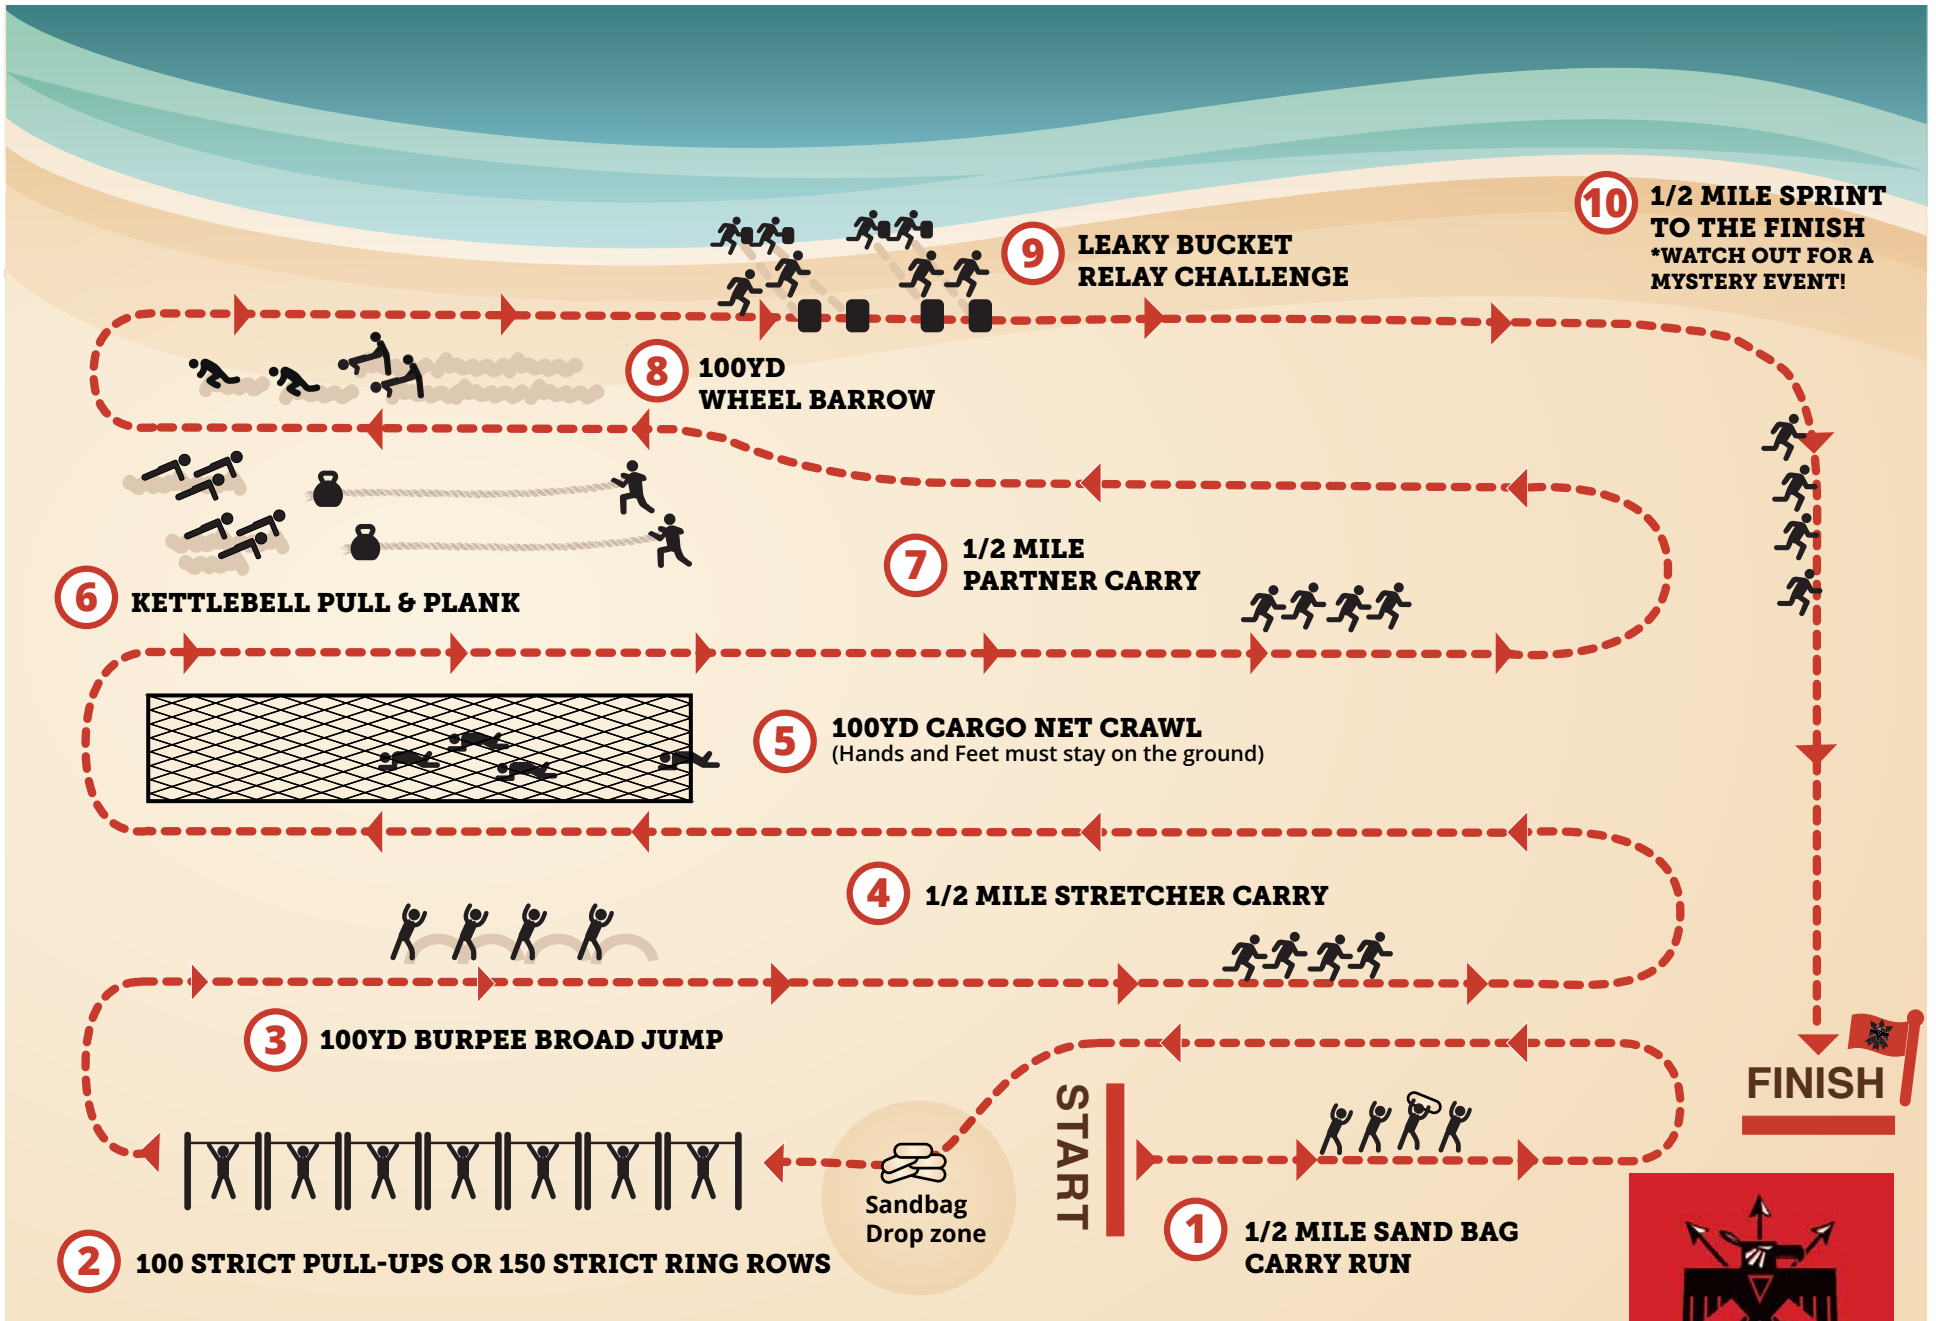 10
1/2 MILE SPRINT
TO THE FINISH
*WATCH OUT FOR A
MYSTERY EVENT!
9
LEAKY BUCKET
RELAY CHALLENGE
8
100YD
WHEEL BARROW
7
1/2 MILE
PARTNER CARRY
6
KETTLEBELL PULL & PLANK
5
100YD CARGO NET CRAWL
(Hands and Feet must stay on the ground)
4
1/2 MILE STRETCHER CARRY
3
100YD BURPEE BROAD JUMP
FINISH
START
Sandbag
Drop zone
1
1/2 MILE SAND BAG
CARRY RUN
2
100 STRICT PULL-UPS OR 150 STRICT RING ROWS